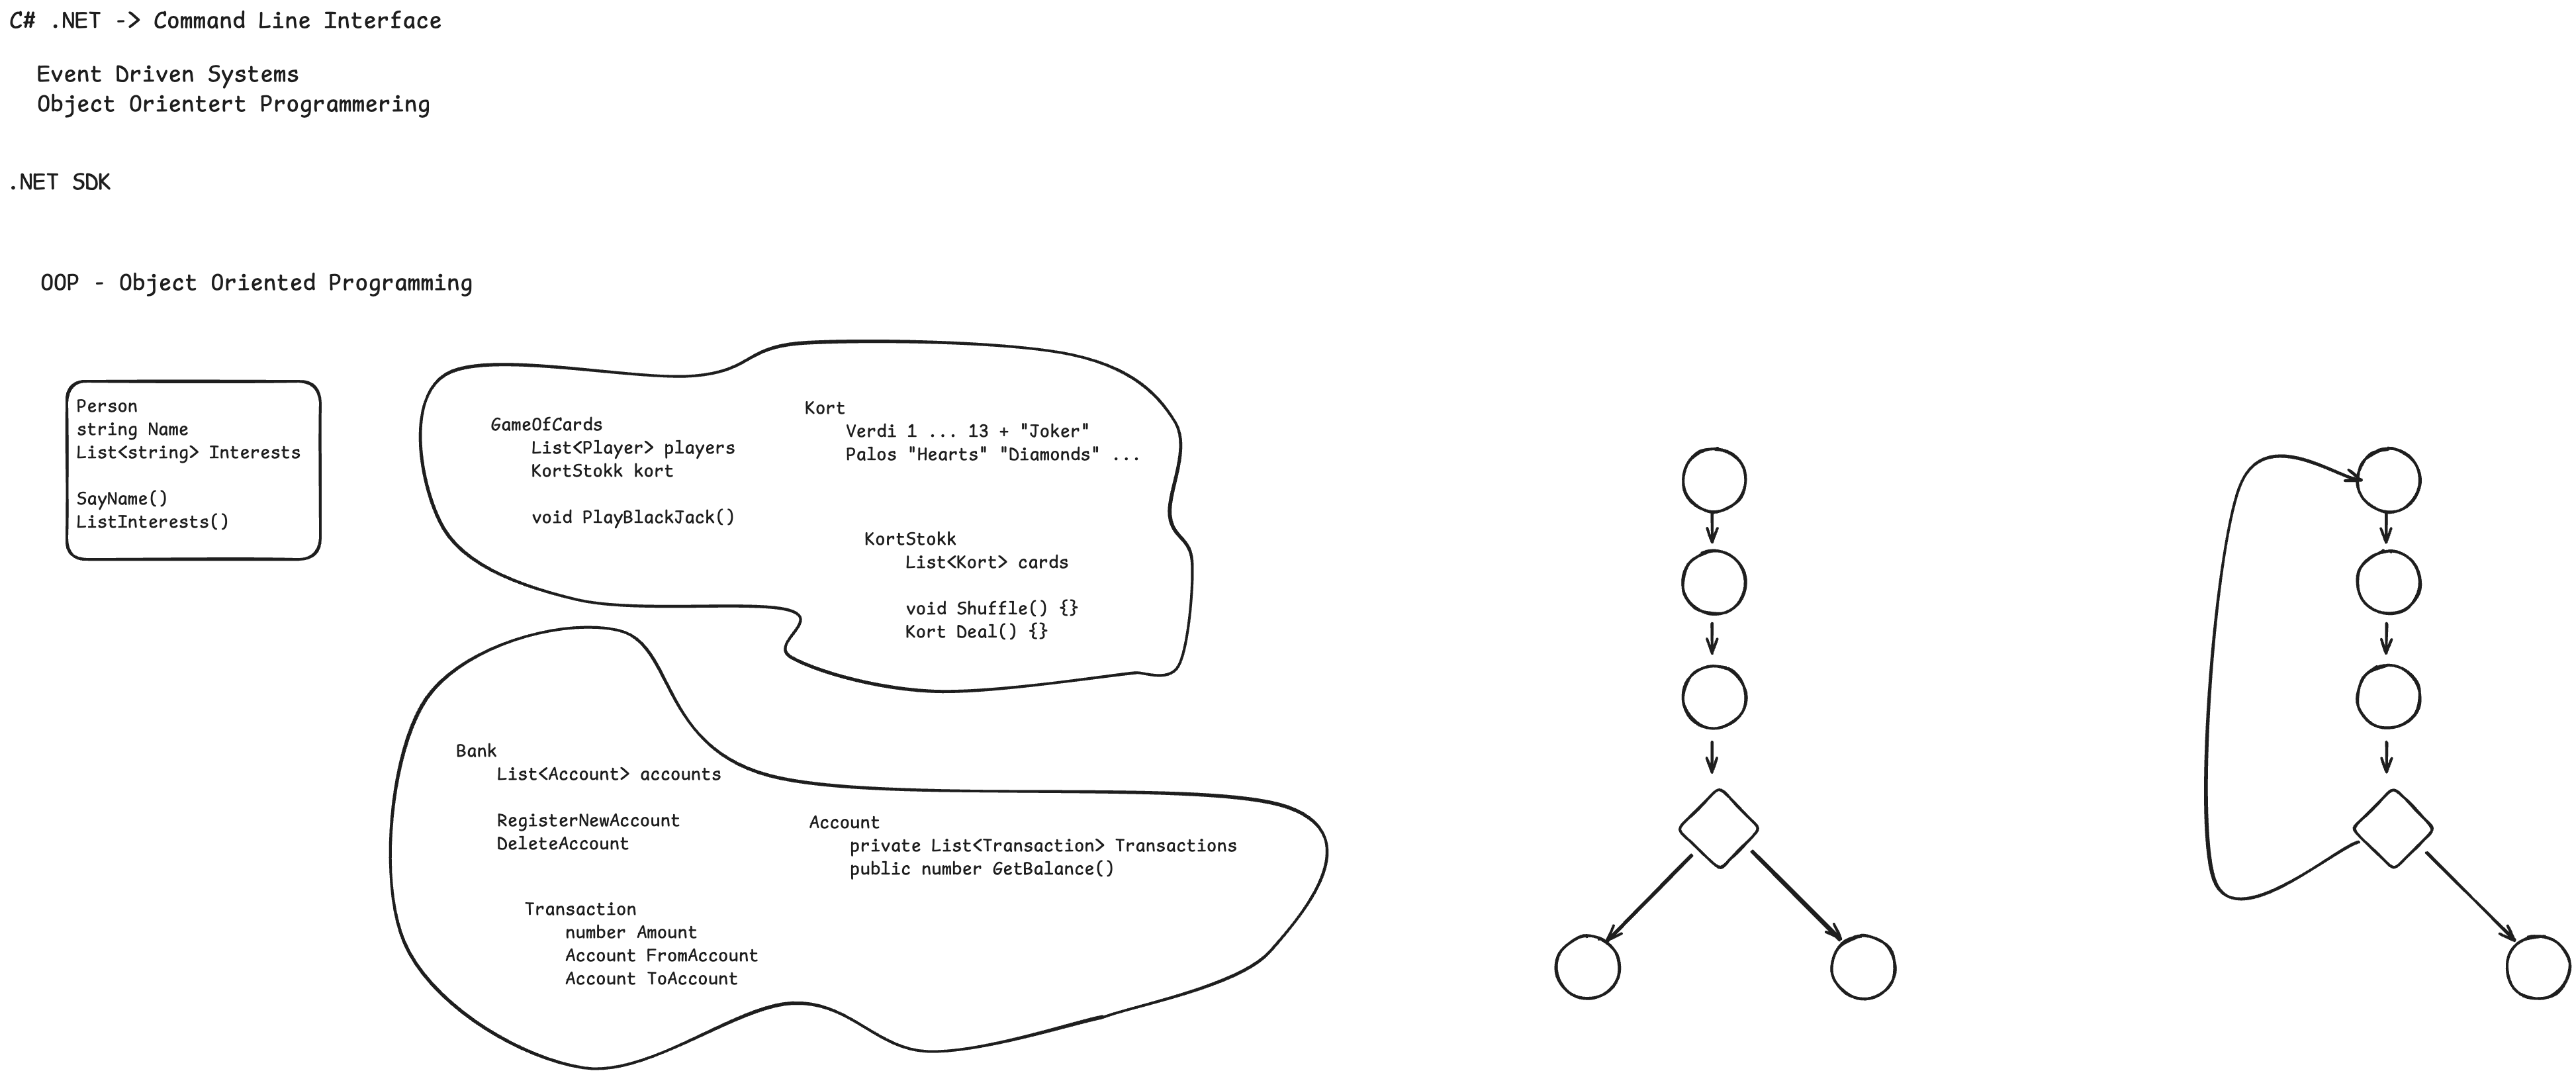 C# .NET -> Command Line Interface
Event Driven Systems
Object Orientert Programmering
.NET SDK
OOP - Object Oriented Programming
Person
string Name
List<string> Interests
SayName()
ListInterests()
GameOfCards
List<Player> players
KortStokk kort
void PlayBlackJack()
Kort
Verdi 1 ... 13 + "Joker"
Palos "Hearts" "Diamonds" ...
KortStokk
List<Kort> cards
void Shuffle() {}
Kort Deal() {}
Bank
List<Account> accounts
RegisterNewAccount
DeleteAccount
Account
private List<Transaction> Transactions
public number GetBalance()
Transaction
number Amount
Account FromAccount
Account ToAccount